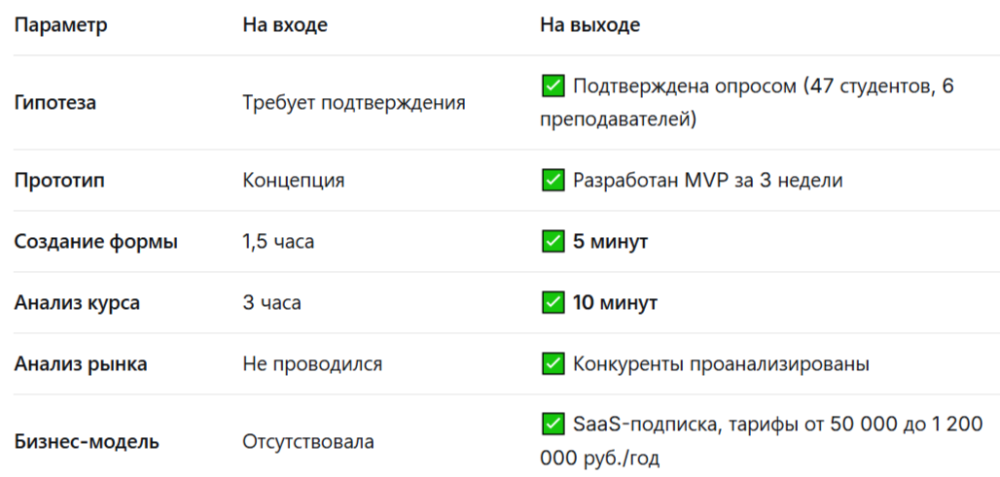 Параметр На входе На выходе
Гипотеза Требует подтверждения ✅ Подтверждена опросом (47 студентов, 6
преподавателей)
Прототип Концепция ✅ Разработан MVP за 3 недели
Создание формы 1,5 часа ✅ 5 минут
Анализ курса 3 часа ✅ 10 минут
Анализ рынка Не проводился ✅ Конкуренты проанализированы
Бизнес-модель Отсутствовала ✅ SaaS-подписка, тарифы от 50 000 до 1 200
000 руб./год